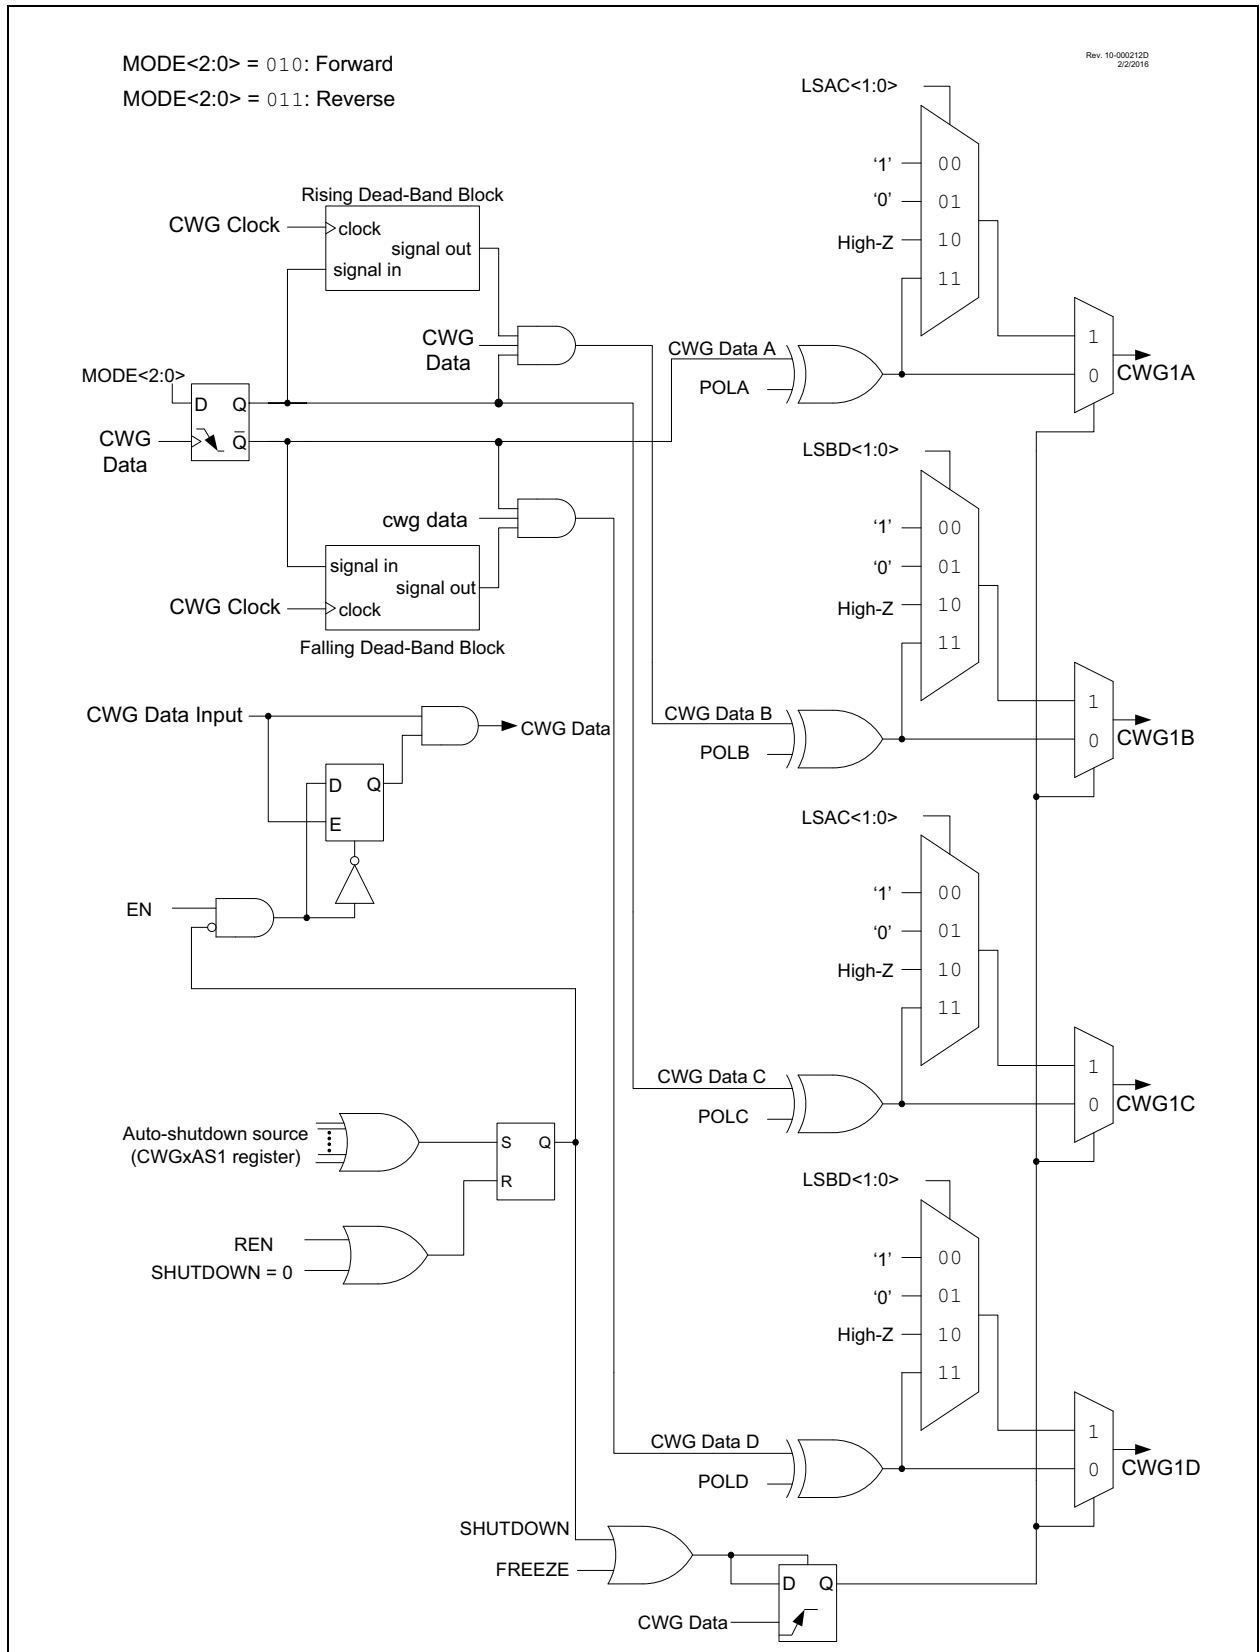 MODE<2:0> = 010: Forward
MODE<2:0> = 011: Reverse
Rev. 10-000212D
2/2/2016
LSAC<1:0>
'1'
00
'0'
01
High-Z
10
11
1
0
CWG1A
Rising Dead-Band Block
CWG Clock
clock
signal out
signal in
CWG
Data
CWG Data A
POLA
MODE<2:0>
D Q
CWG
Data
Q
cwg data
signal in
signal out
CWG Clock
clock
Falling Dead-Band Block
LSBD<1:0>
‘1’
00
‘0’
01
High-Z
10
11
1
0
CWG1B
CWG Data B
POLB
CWG Data Input
CWG Data
D Q
E
EN
LSAC<1:0>
‘1’
00
‘0’
01
High-Z
10
11
1
0
CWG1C
CWG Data C
POLC
Auto-shutdown source
(CWGxAS1 register)
S Q
R
REN
SHUTDOWN = 0
LSBD<1:0>
‘1’
00
‘0’
01
High-Z
10
11
1
0
CWG1D
CWG Data D
POLD
SHUTDOWN
FREEZE
D Q
CWG Data